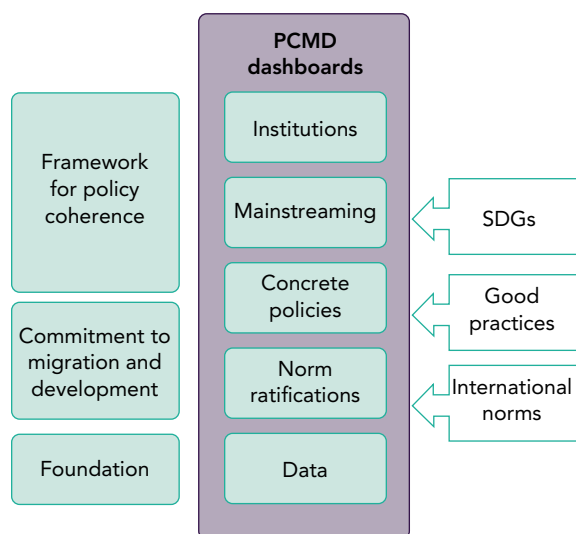 PCMD
dashboards
Framework
for policy
coherence
Commitment to
migration and
development
Foundation
Institutions
Mainstreaming
Concrete
policies
Norm
ratifications
Data
SDGs
Good
practices
International
norms